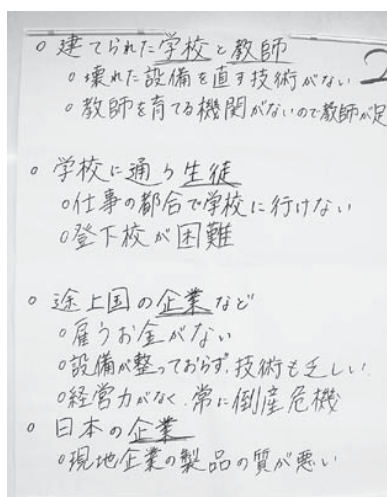 ○ 建てられた学校と教師
○ 壊れた設備を直す技術がない
○ 教師を育てる機関がないので教師が足
2
○ 学校に通う生徒
○仕事の都合で学校に行けない
○登下校が困難
○ 途上国の企業など
○雇うお金がない
○設備が整っておらず、技術も乏しい
○経営力がなく、常に倒産危機
○ 日本の企業
○現地企業の製品の質が悪い